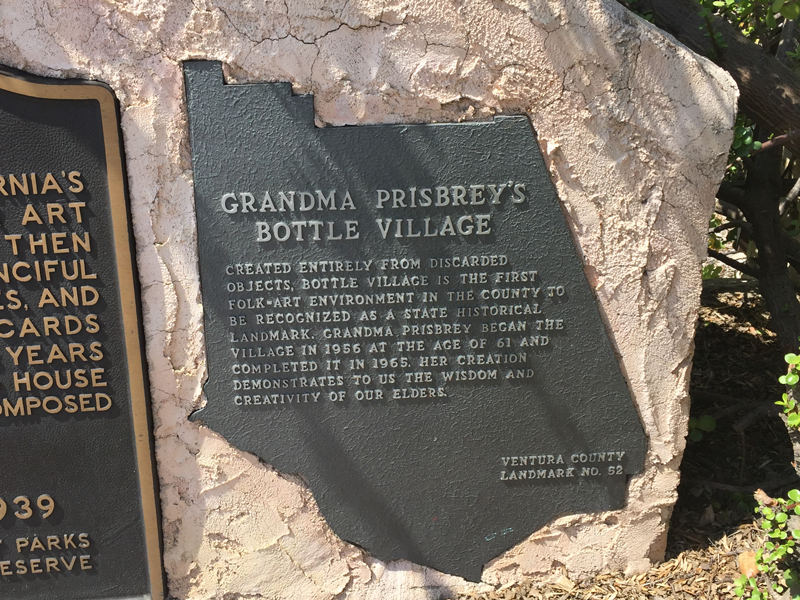 RNIA'S
ART
THEN
NCIFUL
ES, AND
CARDS
YEARS
HOUSE
OMPOSED
939
PARKS
ESERVE
GRANDMA PRISBREY'S
BOTTLE VILLAGE
CREATED ENTIRELY FROM DISCARDED
OBJECTS, BOTTLE VILLAGE IS THE FIRST
FOLK-ART ENVIRONMENT IN THE COUNTY TO
BE RECOGNIZED AS A STATE HISTORICAL
LANDMARK. GRANDMA PRISBREY BEGAN THE
VILLAGE IN 1956 AT THE AGE OF 61 AND
COMPLETED IT IN 1965. HER CREATION
DEMONSTRATES TO US THE WISDOM AND
CREATIVITY OF OUR ELDERS.
VENTURA COUNTY
LANDMARK NO. 52